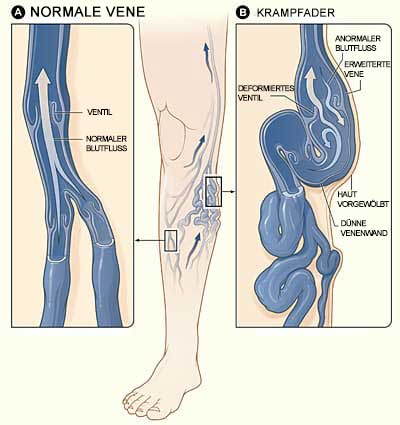 A NORMALE VENE
VENTIL
NORMALER
BLUTFLUSS
B KRAMPFADER
ANORMALER
BLUTFLUSS
ERWEITERTE
VENE
DEFORMIERTES
VENTIL
HAUT
VORGEWÖLBT
DÜNNE
VENENWAND